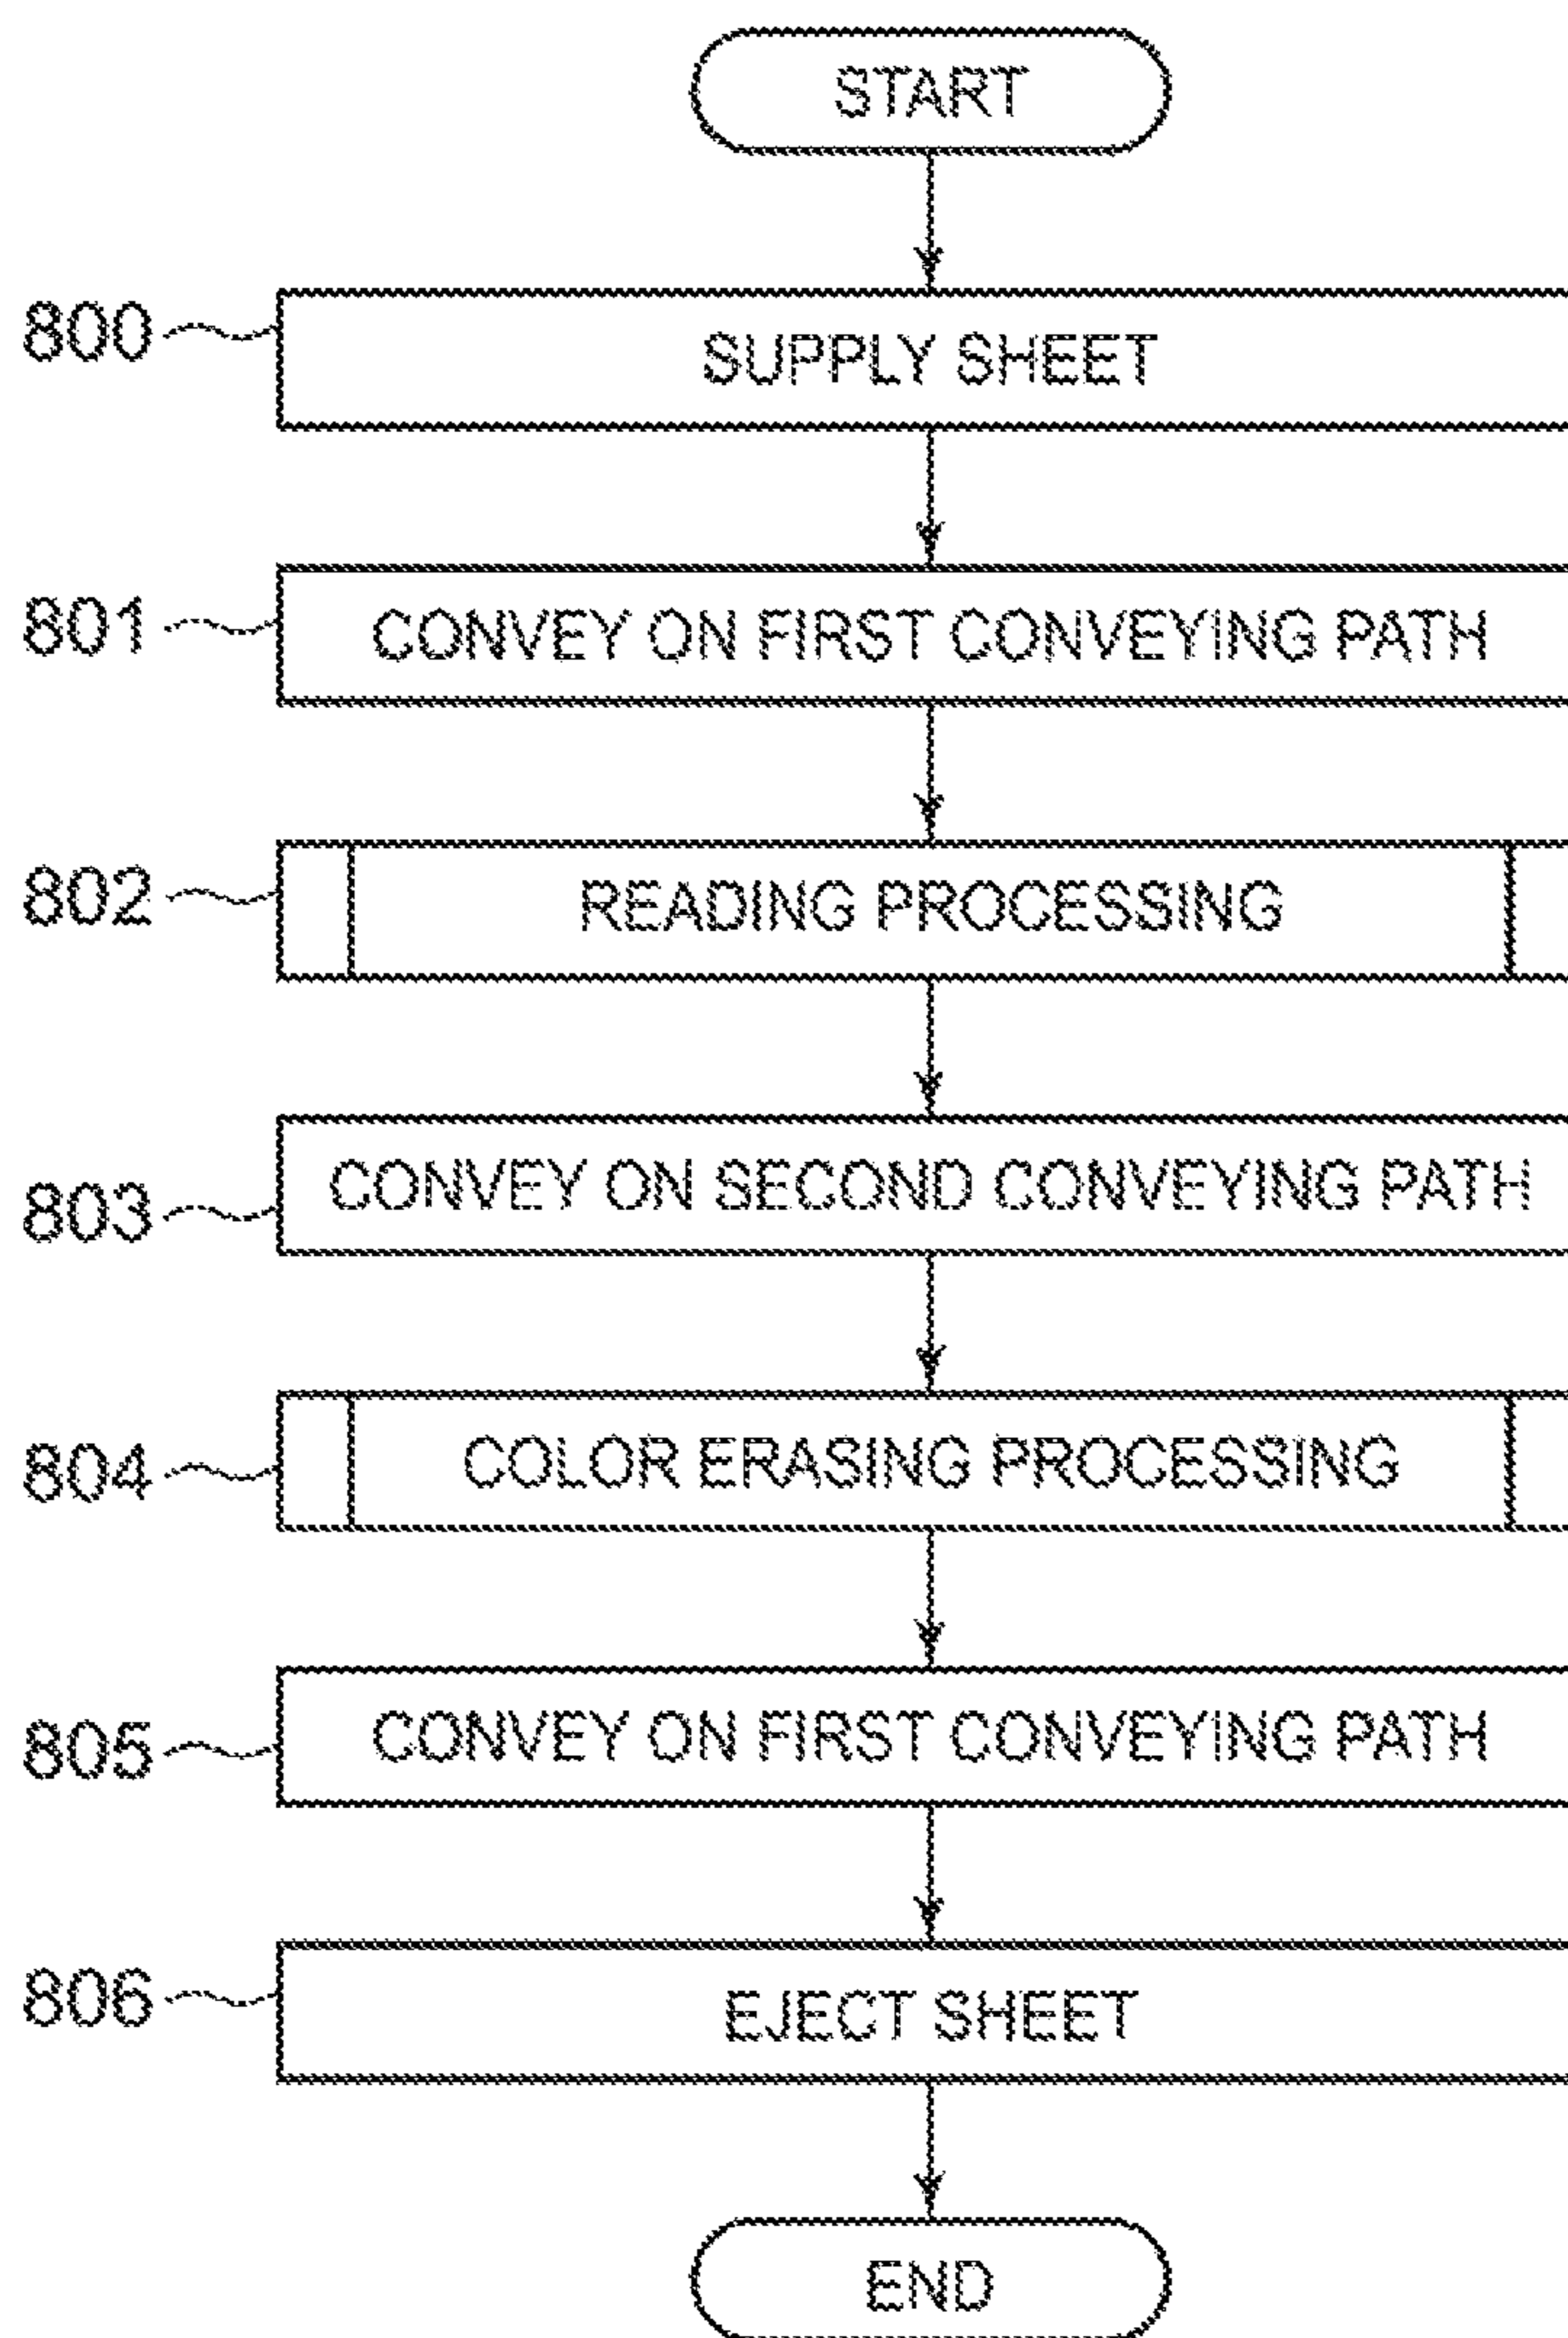 START
800 SUPPLY SHEET
801 CONVEY ON FIRST CONVEYING PATH
802 READING PROCESSING
803 CONVEY ON SECOND CONVEYING PATH
804 COLOR ERASING PROCESSING
805 CONVEY ON FIRST CONVEYING PATH
806 EJECT SHEET
END